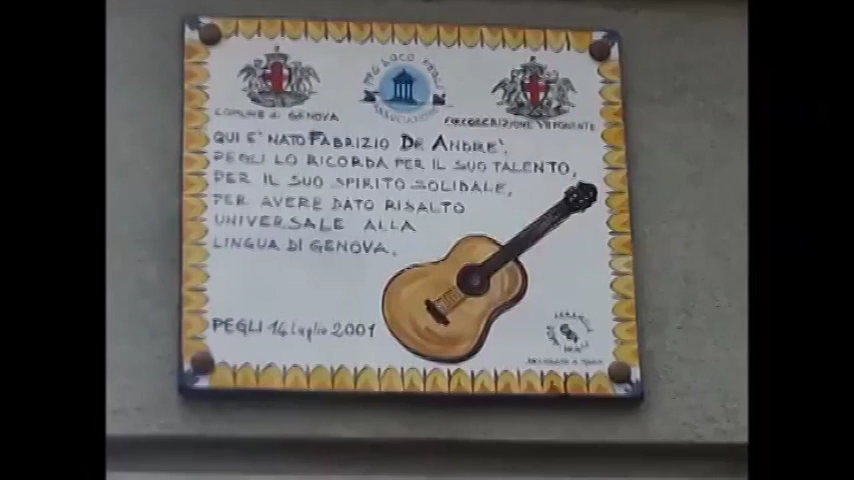 PRO LOCO PEGLI
ASSOCIAZIONE
COMUNE di GENOVA
CIRCOSCRIZIONE VII PONENTE
QUI E' NATO FABRIZIO DE ANDRE'.
PEGLI LO RICORDA PER IL SUO TALENTO,
PER IL SUO SPIRITO SOLIDALE,
PER AVERE DATO RISALTO
UNIVERSALE ALLA
LINGUA DI GENOVA.
PEGLI 14 Luglio 2001